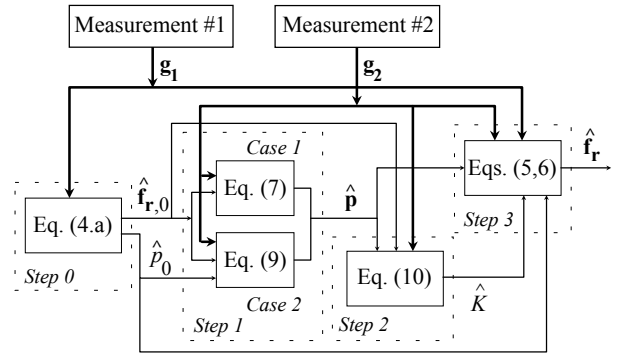 Measurement #1
Measurement #2
g1
g2
Case 1
Eq. (7)
Eqs. (5,6)
f̂r
f̂r,0
p̂
Step 3
Eq. (4.a)
p̂0
Eq. (9)
Eq. (10)
Step 0
Case 2
K̂
Step 1
Step 2